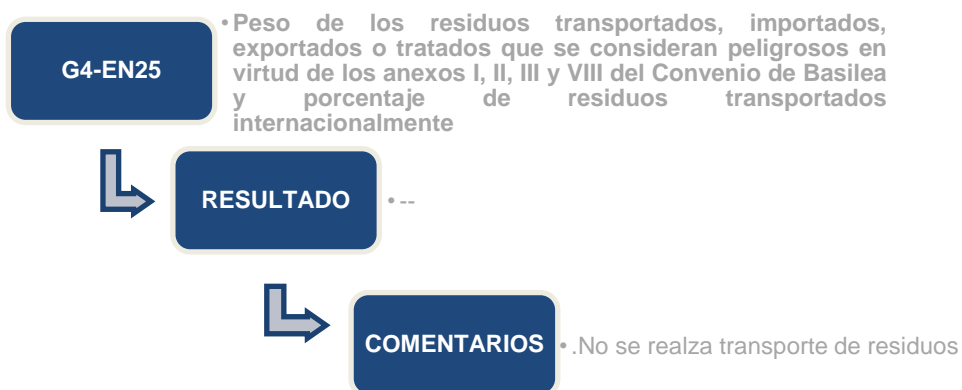 G4-EN25
• Peso de los residuos transportados, importados,
exportados o tratados que se consideran peligrosos en
virtud de los anexos I, II, III y VIII del Convenio de Basilea
y porcentaje de residuos transportados
internacionalmente
RESULTADO
• --
COMENTARIOS
• .No se realza transporte de residuos